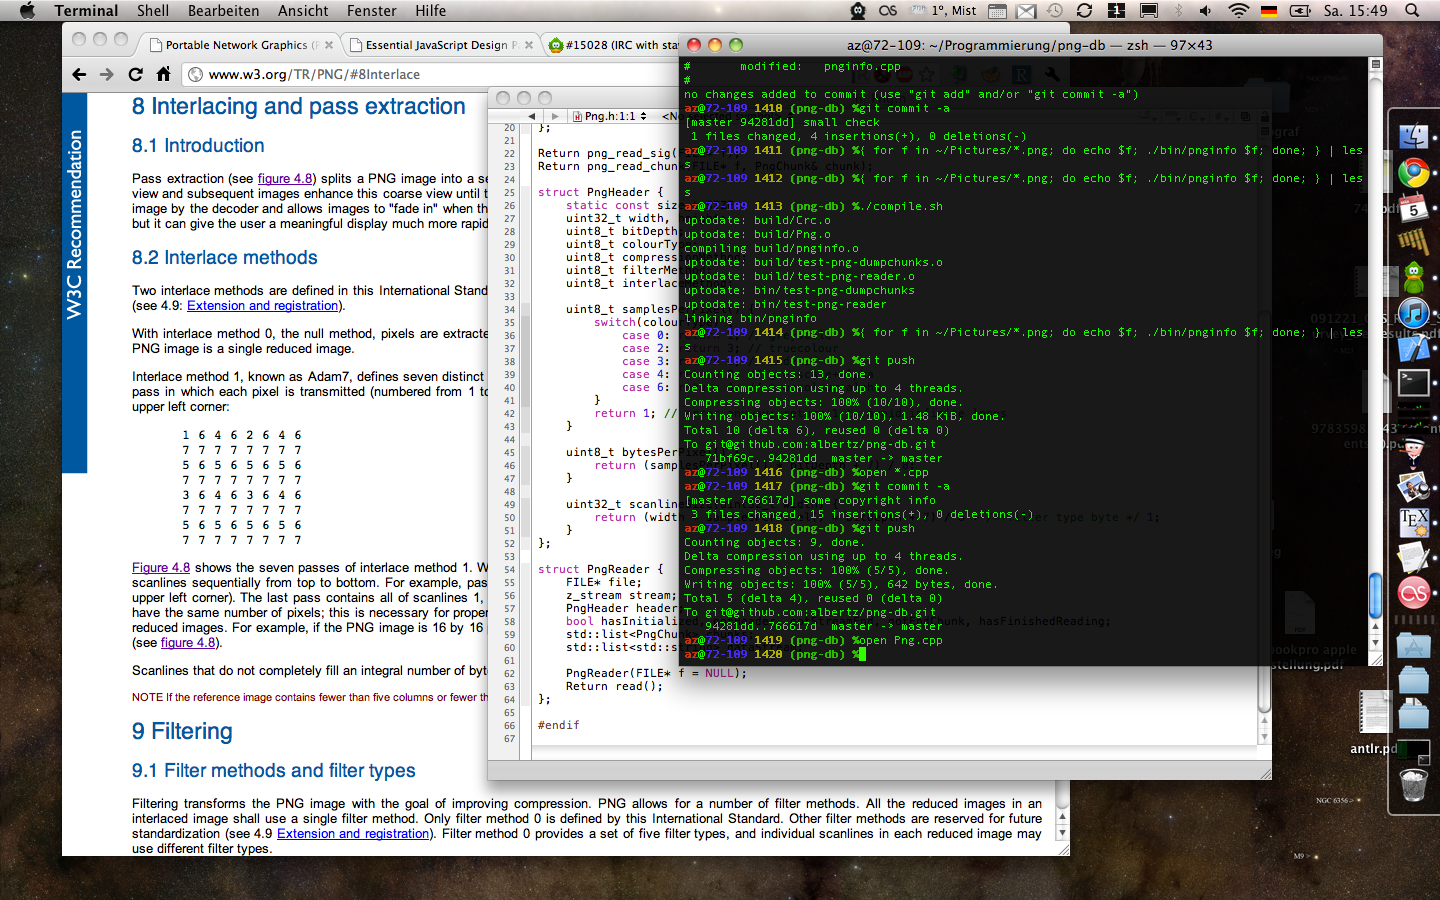 Terminal Shell Bearbeiten Ansicht Fenster Hilfe
1°, Mist
Sa. 15:49
Portable Network Graphics (P
Essential JavaScript Design P
#15028 (IRC with sta
www.w3.org/TR/PNG/#8Interlace
W3C Recommendation
8 Interlacing and pass extraction
8.1 Introduction
Pass extraction (see figure 4.8) splits a PNG image into a se
view and subsequent images enhance this coarse view until t
image by the decoder and allows images to "fade in" when th
but it can give the user a meaningful display much more rapid
8.2 Interlace methods
Two interlace methods are defined in this International Stand
(see 4.9: Extension and registration).
With interlace method 0, the null method, pixels are extracte
PNG image is a single reduced image.
Interlace method 1, known as Adam7, defines seven distinct
pass in which each pixel is transmitted (numbered from 1 to
upper left corner:
1 6 4 6 2 6 4 6
7 7 7 7 7 7 7 7
5 6 5 6 5 6 5 6
7 7 7 7 7 7 7 7
3 6 4 6 3 6 4 6
7 7 7 7 7 7 7 7
5 6 5 6 5 6 5 6
7 7 7 7 7 7 7 7
Figure 4.8 shows the seven passes of interlace method 1. W
scanlines sequentially from top to bottom. For example, pas
upper left corner). The last pass contains all of scanlines 1,
have the same number of pixels; this is necessary for proper
reduced images. For example, if the PNG image is 16 by 16
(see figure 4.8).
Scanlines that do not completely fill an integral number of byt
NOTE If the reference image contains fewer than five columns or fewer th
9 Filtering
9.1 Filter methods and filter types
Filtering transforms the PNG image with the goal of improving compression. PNG allows for a number of filter methods. All the reduced images in an
interlaced image shall use a single filter method. Only filter method 0 is defined by this International Standard. Other filter methods are reserved for future
standardization (see 4.9 Extension and registration). Filter method 0 provides a set of five filter types, and individual scanlines in each reduced image may
use different filter types.
Png.h:1:1
20 };
21
22 Return png_read_sig(
23 Return png_read_chun
24
25 struct PngHeader {
26 static const size
27 uint32_t width,
28 uint8_t bitDepth
29 uint8_t colourTy
30 uint8_t compress
31 uint8_t filterMe
32 uint8_t interlac
33
34 uint8_t samplesPe
35 switch(colou
36 case 0:
37 case 2:
38 case 3:
39 case 4:
40 case 6:
41 }
42 return 1; //
43 }
44
45 uint8_t bytesPerPix
46 return (samples
47 }
48
49 uint32_t scanline
50 return (width
51 }
52 };
53
54 struct PngReader {
55 FILE* file;
56 z_stream stream;
57 PngHeader header
58 bool hasInitialized, hasFinishedReading;
59 std::list<PngChunk
60 std::list<std::st
61
62 PngReader(FILE* f = NULL);
63 Return read();
64 };
65
66 #endif
67
az@72-109: ~/Programmierung/png-db — zsh — 97×43
# modified: pnginfo.cpp
#
no changes added to commit (use "git add" and/or "git commit -a")
az@72-109 1410 (png-db) %git commit -a
[master 94281dd] small check
1 files changed, 4 insertions(+), 0 deletions(-)
az@72-109 1411 (png-db) %{ for f in ~/Pictures/*.png; do echo $f; ./bin/pnginfo $f; done; } | les
s
az@72-109 1412 (png-db) %{ for f in ~/Pictures/*.png; do echo $f; ./bin/pnginfo $f; done; } | les
s
az@72-109 1413 (png-db) %./compile.sh
uptodate: build/Crc.o
uptodate: build/Png.o
compiling build/pnginfo.o
uptodate: build/test-png-dumpchunks.o
uptodate: build/test-png-reader.o
uptodate: bin/test-png-dumpchunks
uptodate: bin/test-png-reader
linking bin/pnginfo
az@72-109 1414 (png-db) %{ for f in ~/Pictures/*.png; do echo $f; ./bin/pnginfo $f; done; } | les
s
az@72-109 1415 (png-db) %git push
Counting objects: 13, done.
Delta compression using up to 4 threads.
Compressing objects: 100% (10/10), done.
Writing objects: 100% (10/10), 1.48 KiB, done.
Total 10 (delta 6), reused 0 (delta 0)
To git@github.com:albertz/png-db.git
71bf69c..94281dd master -> master
az@72-109 1416 (png-db) %open *.cpp
az@72-109 1417 (png-db) %git commit -a
[master 766617d] some copyright info
3 files changed, 15 insertions(+), 0 deletions(-)
az@72-109 1418 (png-db) %git push
Counting objects: 9, done.
Delta compression using up to 4 threads.
Compressing objects: 100% (5/5), done.
Writing objects: 100% (5/5), 642 bytes, done.
Total 5 (delta 4), reused 0 (delta 0)
To git@github.com:albertz/png-db.git
94281dd..766617d master -> master
az@72-109 1419 (png-db) %open Png.cpp
az@72-109 1420 (png-db) %
antlr.pd
NGC 6356 >
M9 >